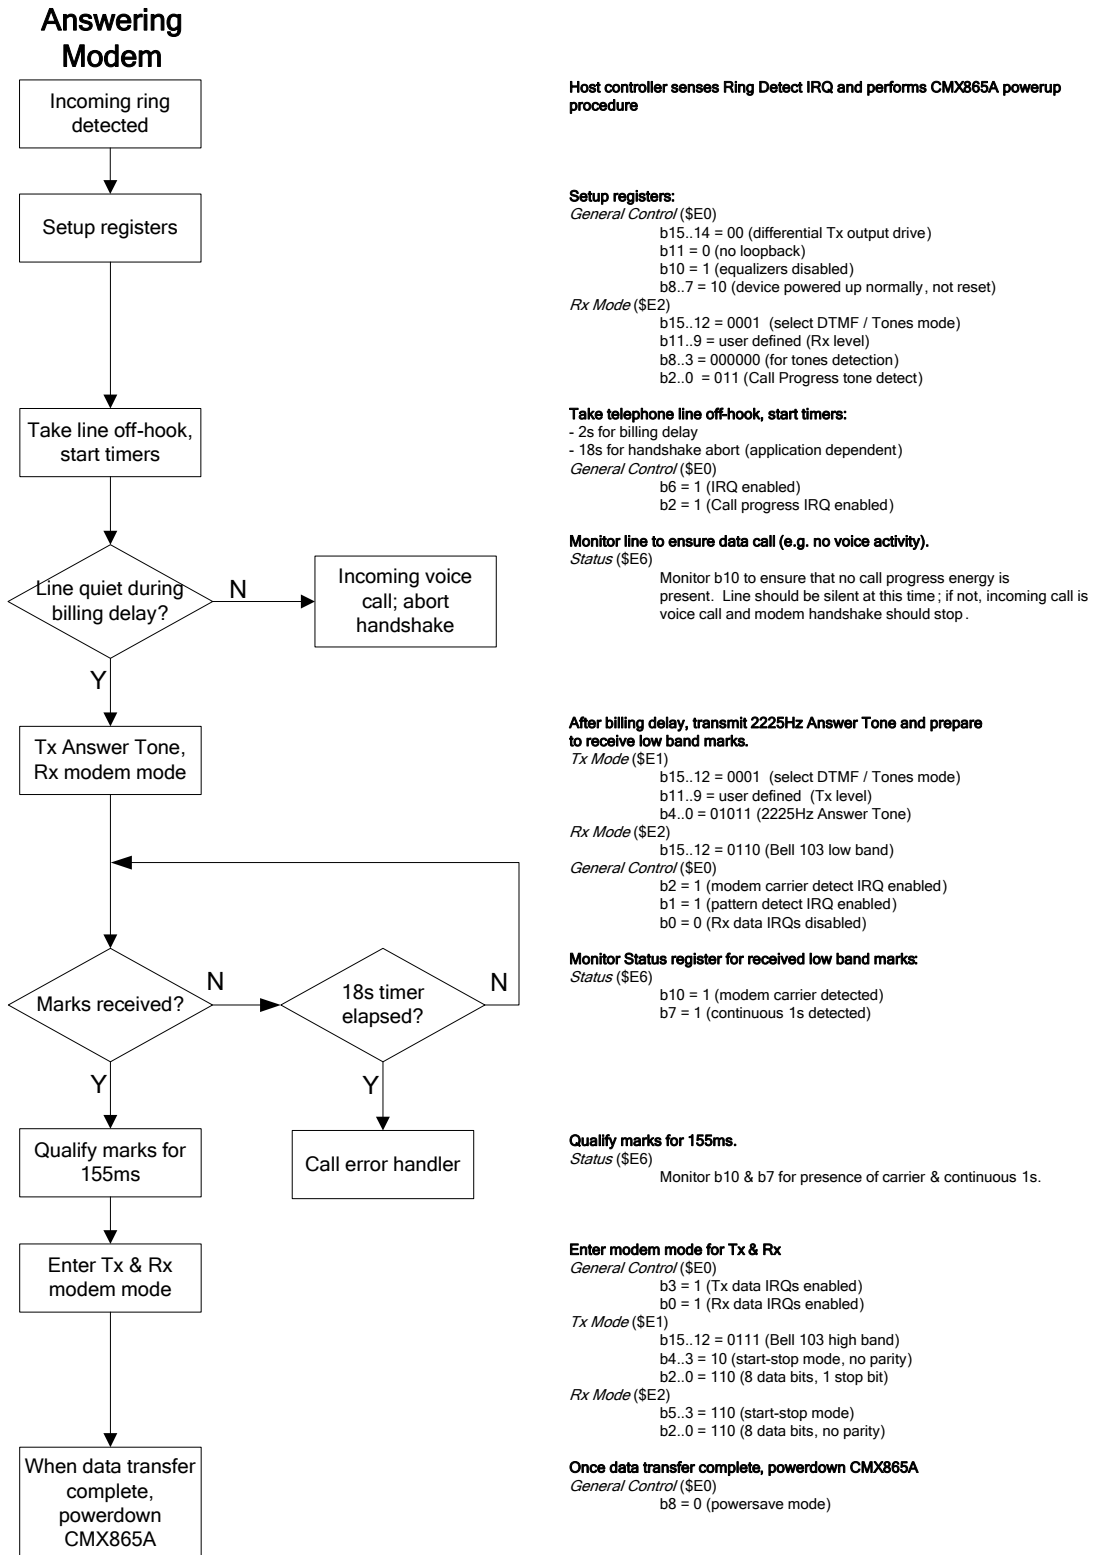 Answering
Modem
Incoming ring
detected
Host controller senses Ring Detect IRQ and performs CMX865A powerup
procedure
Setup registers
Setup registers:
General Control ($E0)
b15..14 = 00 (differential Tx output drive)
b11 = 0 (no loopback)
b10 = 1 (equalizers disabled)
b8..7 = 10 (device powered up normally, not reset)
Rx Mode ($E2)
b15..12 = 0001 (select DTMF / Tones mode)
b11..9 = user defined (Rx level)
b8..3 = 000000 (for tones detection)
b2..0 = 011 (Call Progress tone detect)
Take line off-hook,
start timers
Take telephone line off-hook, start timers:
- 2s for billing delay
- 18s for handshake abort (application dependent)
General Control ($E0)
b6 = 1 (IRQ enabled)
b2 = 1 (Call progress IRQ enabled)
Line quiet during
billing delay?
N
Y
Incoming voice
call; abort
handshake
Monitor line to ensure data call (e.g. no voice activity).
Status ($E6)
Monitor b10 to ensure that no call progress energy is
present. Line should be silent at this time; if not, incoming call is
voice call and modem handshake should stop.
Tx Answer Tone,
Rx modem mode
After billing delay, transmit 2225Hz Answer Tone and prepare
to receive low band marks.
Tx Mode ($E1)
b15..12 = 0001 (select DTMF / Tones mode)
b11..9 = user defined (Tx level)
b4..0 = 01011 (2225Hz Answer Tone)
Rx Mode ($E2)
b15..12 = 0110 (Bell 103 low band)
General Control ($E0)
b2 = 1 (modem carrier detect IRQ enabled)
b1 = 1 (pattern detect IRQ enabled)
b0 = 0 (Rx data IRQs disabled)
Marks received?
N
Y
18s timer
elapsed?
N
Y
Monitor Status register for received low band marks:
Status ($E6)
b10 = 1 (modem carrier detected)
b7 = 1 (continuous 1s detected)
Qualify marks for
155ms
Call error handler
Qualify marks for 155ms.
Status ($E6)
Monitor b10 & b7 for presence of carrier & continuous 1s.
Enter Tx & Rx
modem mode
Enter modem mode for Tx & Rx
General Control ($E0)
b3 = 1 (Tx data IRQs enabled)
b0 = 1 (Rx data IRQs enabled)
Tx Mode ($E1)
b15..12 = 0111 (Bell 103 high band)
b4..3 = 10 (start-stop mode, no parity)
b2..0 = 110 (8 data bits, 1 stop bit)
Rx Mode ($E2)
b5..3 = 110 (start-stop mode)
b2..0 = 110 (8 data bits, no parity)
When data transfer
complete,
powerdown
CMX865A
Once data transfer complete, powerdown CMX865A
General Control ($E0)
b8 = 0 (powersave mode)